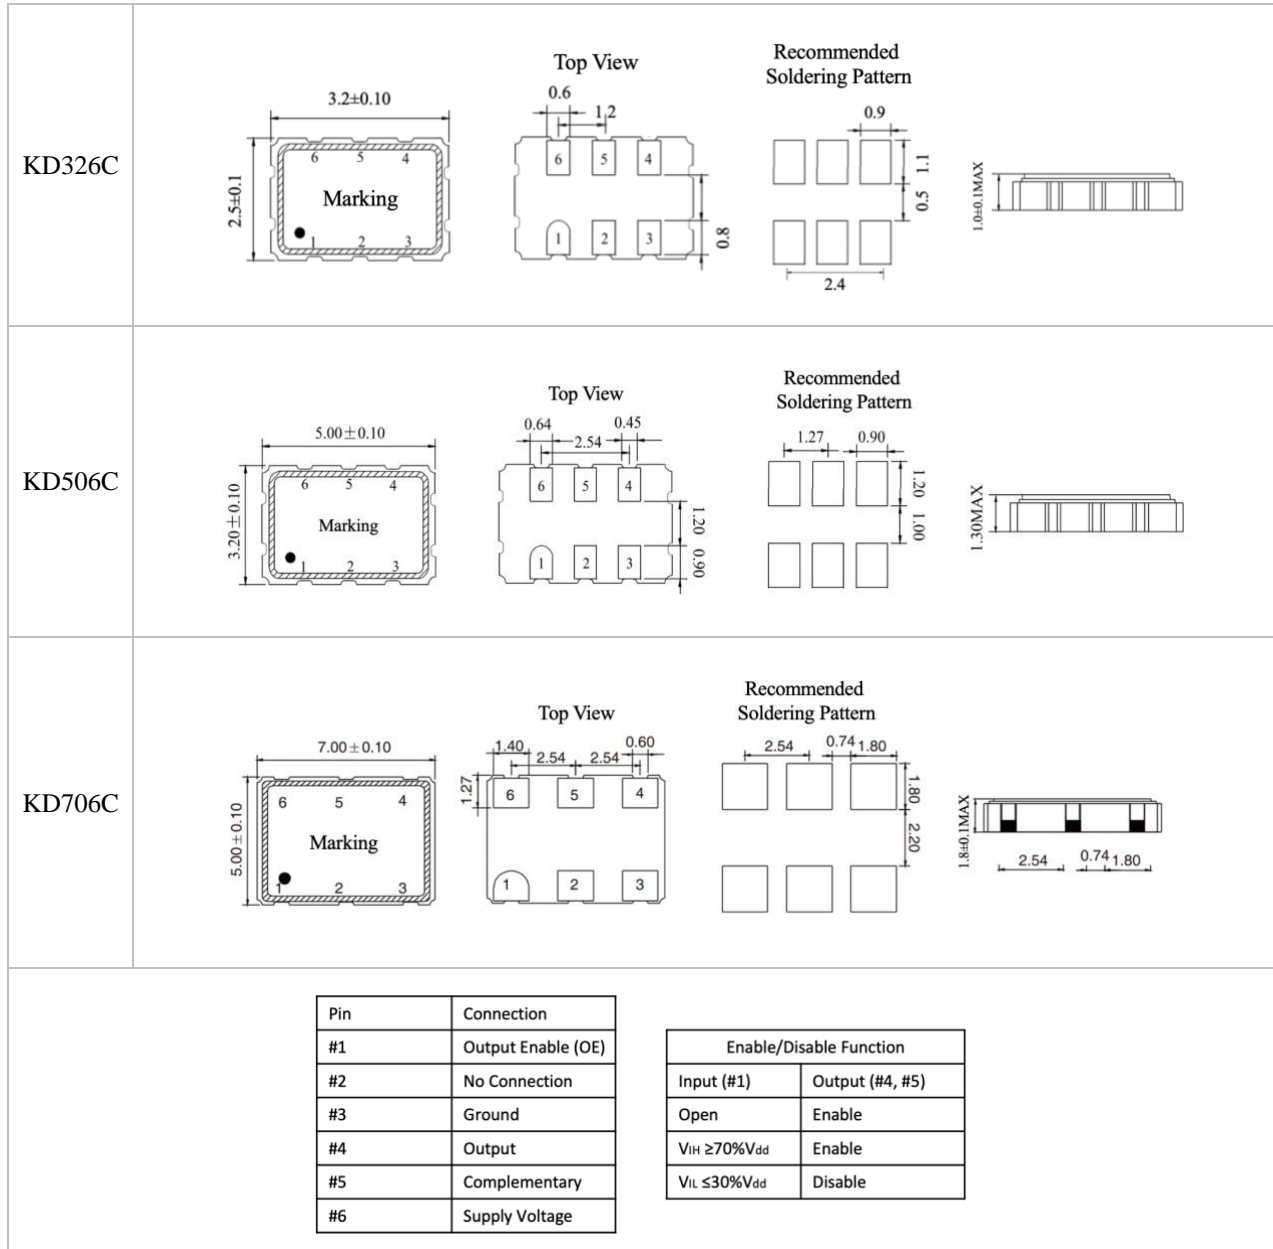 KD326C
3.2±0.10
2.5±0.1
6 5 4
Marking
1 2 3
Top View
0.6
1.2
6 5 4
1 2 3
0.8
Recommended
Soldering Pattern
0.9
1.1
0.5
2.4
1.0±0.1MAX
KD506C
5.00±0.10
3.20±0.10
6 5 4
Marking
1 2 3
Top View
0.64 0.45
2.54
6 5 4
1 2 3
1.20
0.90
Recommended
Soldering Pattern
1.27 0.90
1.20
1.00
1.30MAX
KD706C
7.00±0.10
5.00±0.10
6 5 4
Marking
1 2 3
Top View
1.40 0.60
2.54 2.54
1.27
6 5 4
1 2 3
Recommended
Soldering Pattern
2.54 0.74 1.80
1.80
2.20
1.8±0.1MAX
2.54 0.74 1.80
Pin Connection
#1 Output Enable (OE)
#2 No Connection
#3 Ground
#4 Output
#5 Complementary
#6 Supply Voltage
Enable/Disable Function
Input (#1) Output (#4, #5)
Open Enable
VIH ≥70%Vdd Enable
VIL ≤30%Vdd Disable